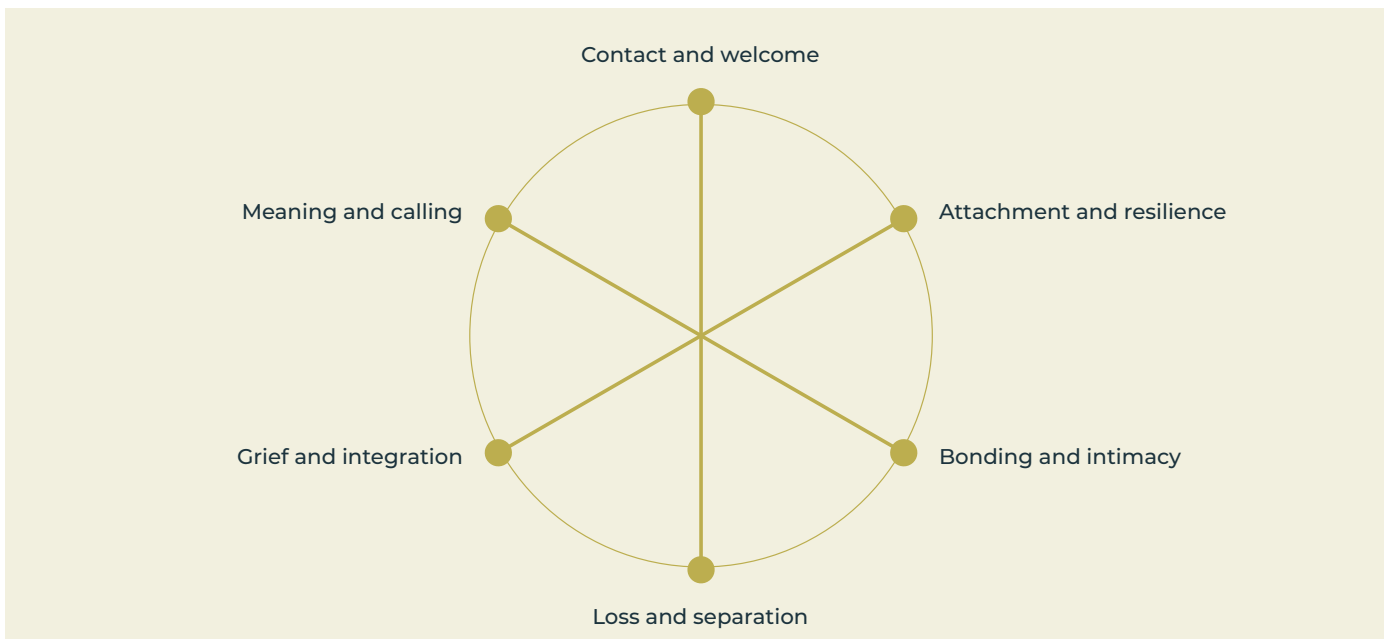 Contact and welcome
Meaning and calling
Attachment and resilience
Grief and integration
Bonding and intimacy
Loss and separation